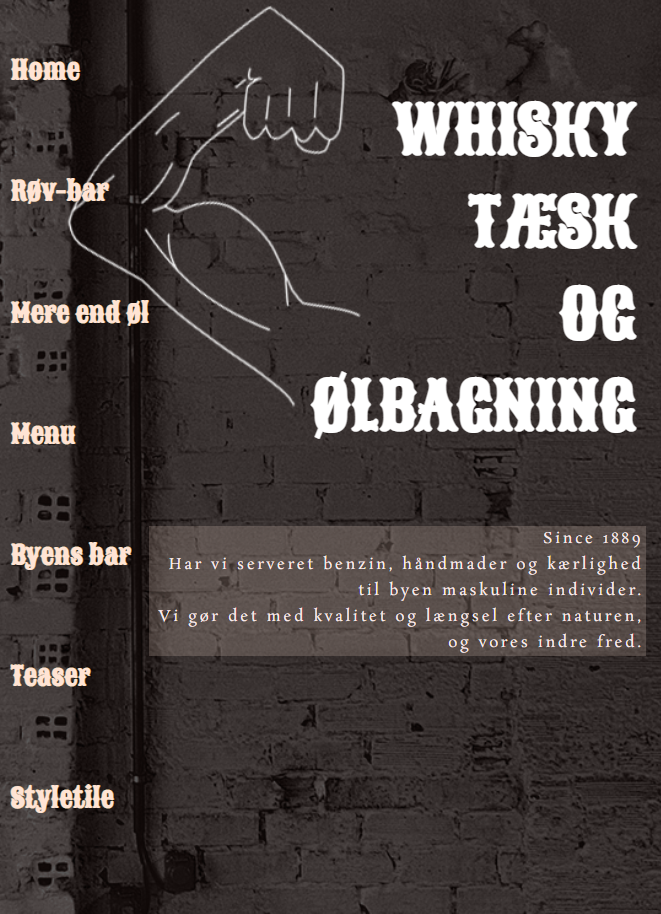 Home
Røv-bar
Mere end øl
Menu
Byens bar
Teaser
Styletile
WHISKY
TÆSK
OG
ØLBAGNING
Since 1889
Har vi serveret benzin, håndmader og kærlighed
til byen maskuline individer.
Vi gør det med kvalitet og længsel efter naturen,
og vores indre fred.